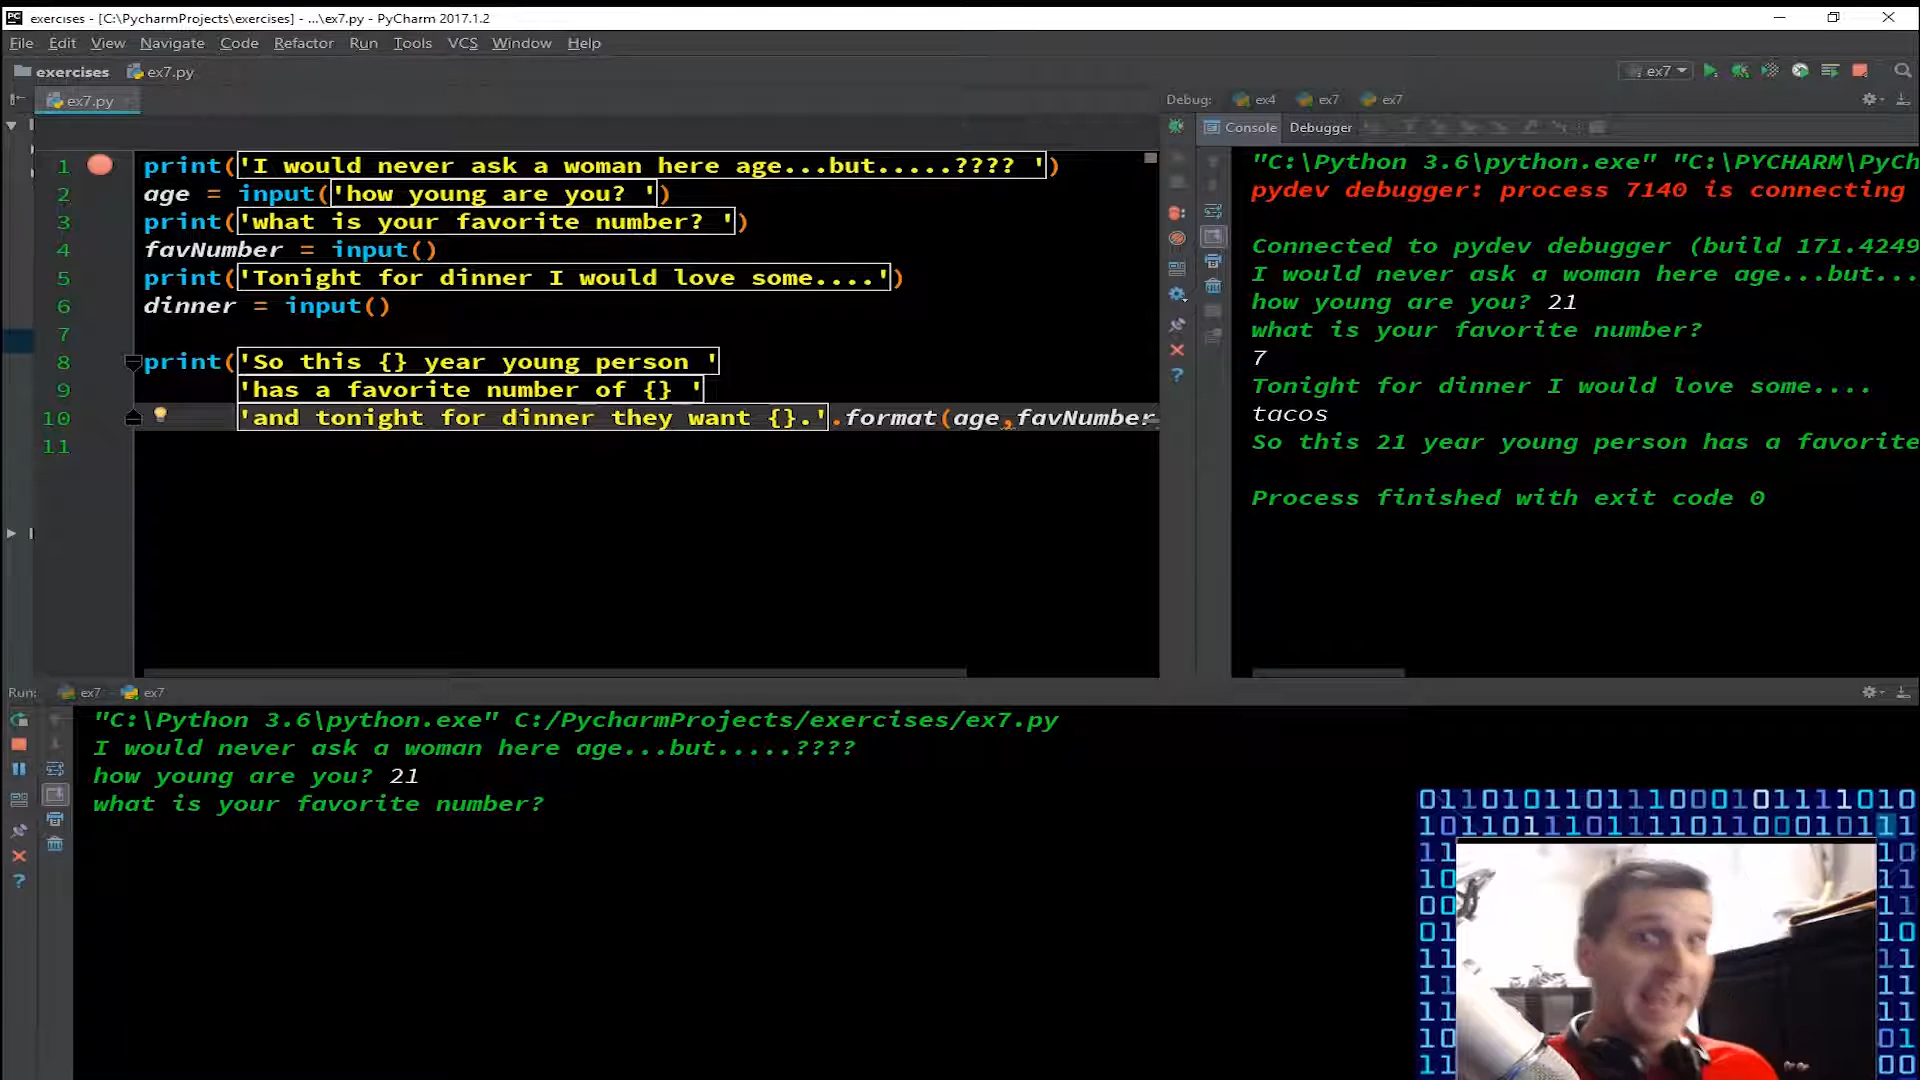 exercises - [C:\PycharmProjects\exercises] - ...\ex7.py - PyCharm 2017.1.2
File Edit View Navigate Code Refactor Run Tools VCS Window Help
exercises ex7.py
ex7
ex7.py
Debug: ex4 ex7 ex7
Console Debugger
1 print('I would never ask a woman here age...but.....???? ')
2 age = input('how young are you? ')
3 print('what is your favorite number? ')
4 favNumber = input()
5 print('Tonight for dinner I would love some....')
6 dinner = input()
7
8 print('So this {} year young person '
9 'has a favorite number of {} '
10 'and tonight for dinner they want {}.'.format(age,favNumber
11
"C:\Python 3.6\python.exe" "C:\PYCHARM\PyCh
pydev debugger: process 7140 is connecting
Connected to pydev debugger (build 171.4249
I would never ask a woman here age...but...
how young are you? 21
what is your favorite number?
7
Tonight for dinner I would love some....
tacos
So this 21 year young person has a favorite
Process finished with exit code 0
Run: ex7 ex7
"C:\Python 3.6\python.exe" C:/PycharmProjects/exercises/ex7.py
I would never ask a woman here age...but.....????
how young are you? 21
what is your favorite number?